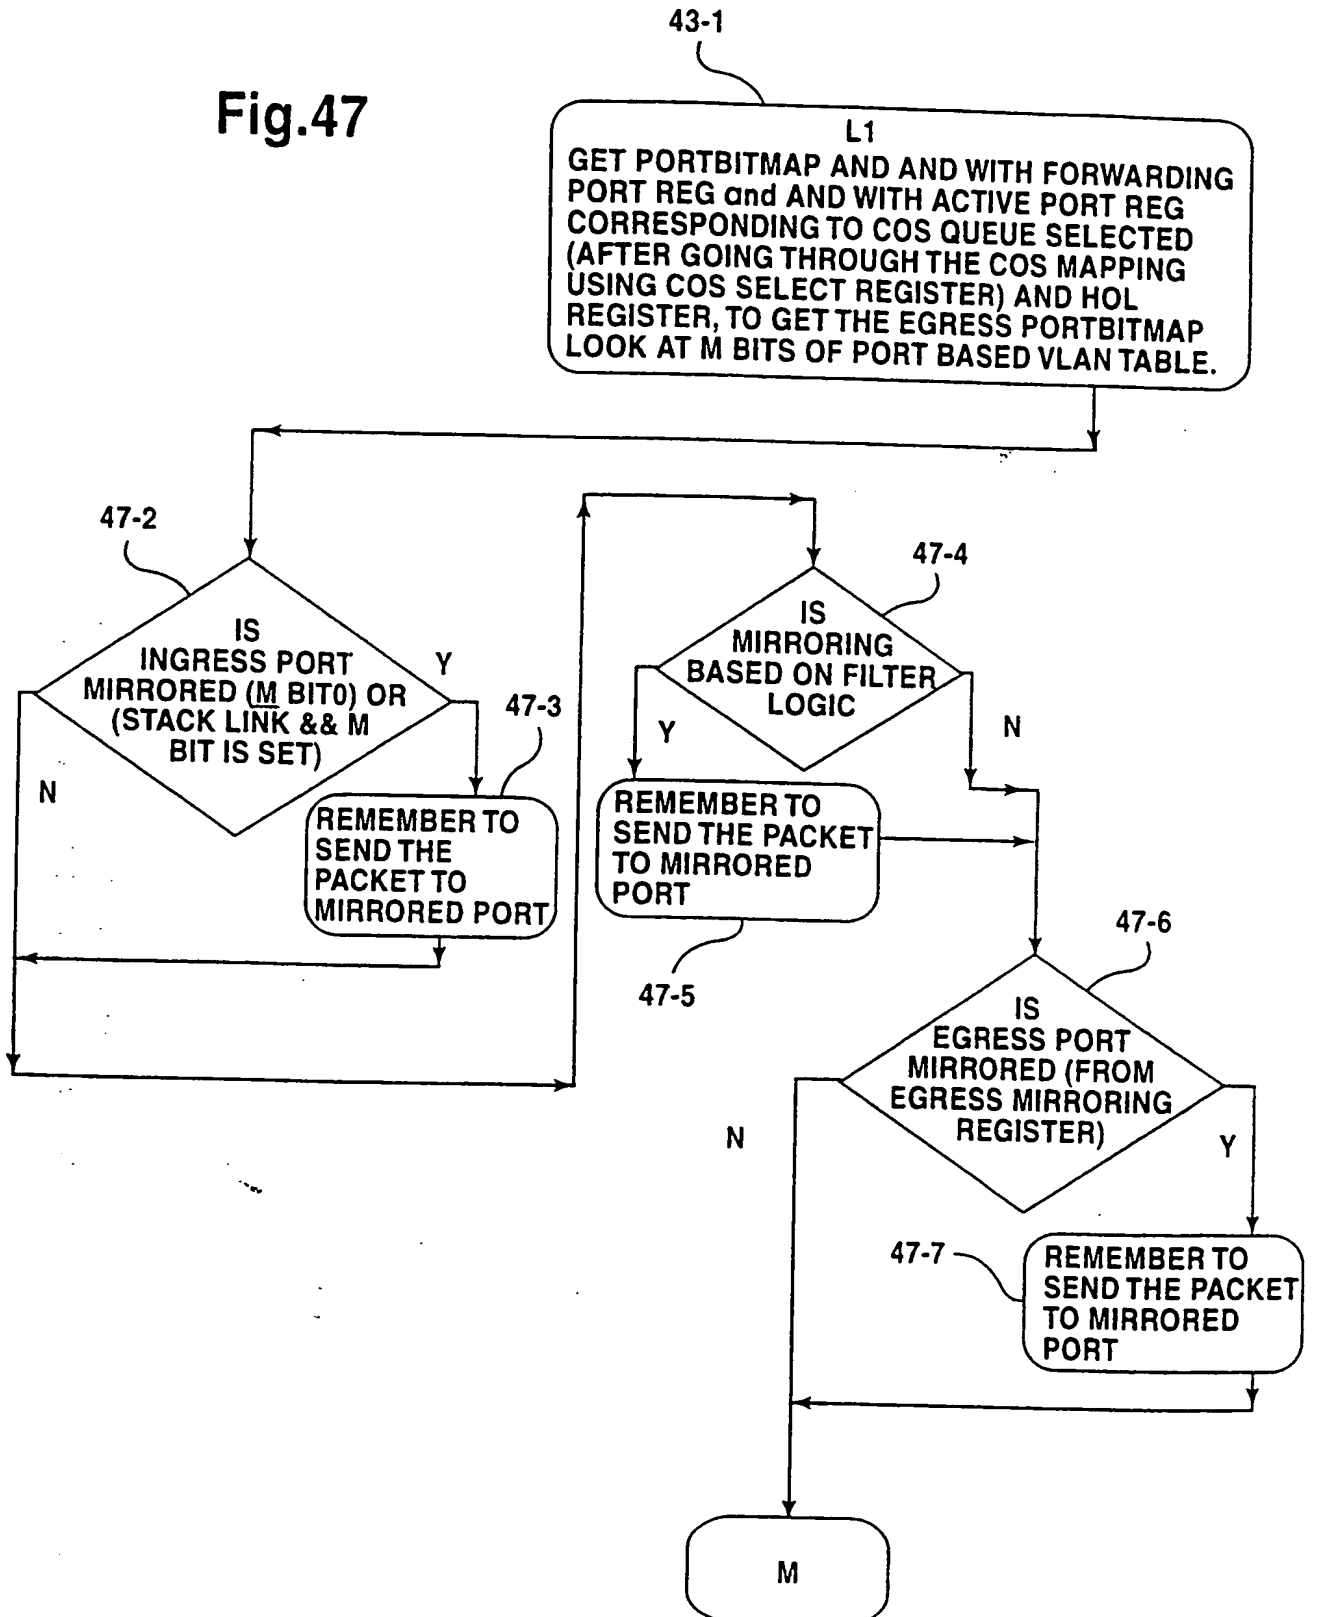 43-1
Fig.47
L1
GET PORTBITMAP AND AND WITH FORWARDING
PORT REG and AND WITH ACTIVE PORT REG
CORRESPONDING TO COS QUEUE SELECTED
(AFTER GOING THROUGH THE COS MAPPING
USING COS SELECT REGISTER) AND HOL
REGISTER, TO GET THE EGRESS PORTBITMAP
LOOK AT M BITS OF PORT BASED VLAN TABLE.
47-2
IS
INGRESS PORT
MIRRORED (M BIT0) OR
(STACK LINK && M
BIT IS SET)
Y
N
47-3
REMEMBER TO
SEND THE
PACKET TO
MIRRORED PORT
47-4
IS
MIRRORING
BASED ON FILTER
LOGIC
Y
N
REMEMBER TO
SEND THE PACKET
TO MIRRORED
PORT
47-5
47-6
IS
EGRESS PORT
MIRRORED (FROM
EGRESS MIRRORING
REGISTER)
N
Y
47-7
REMEMBER TO
SEND THE PACKET
TO MIRRORED
PORT
M